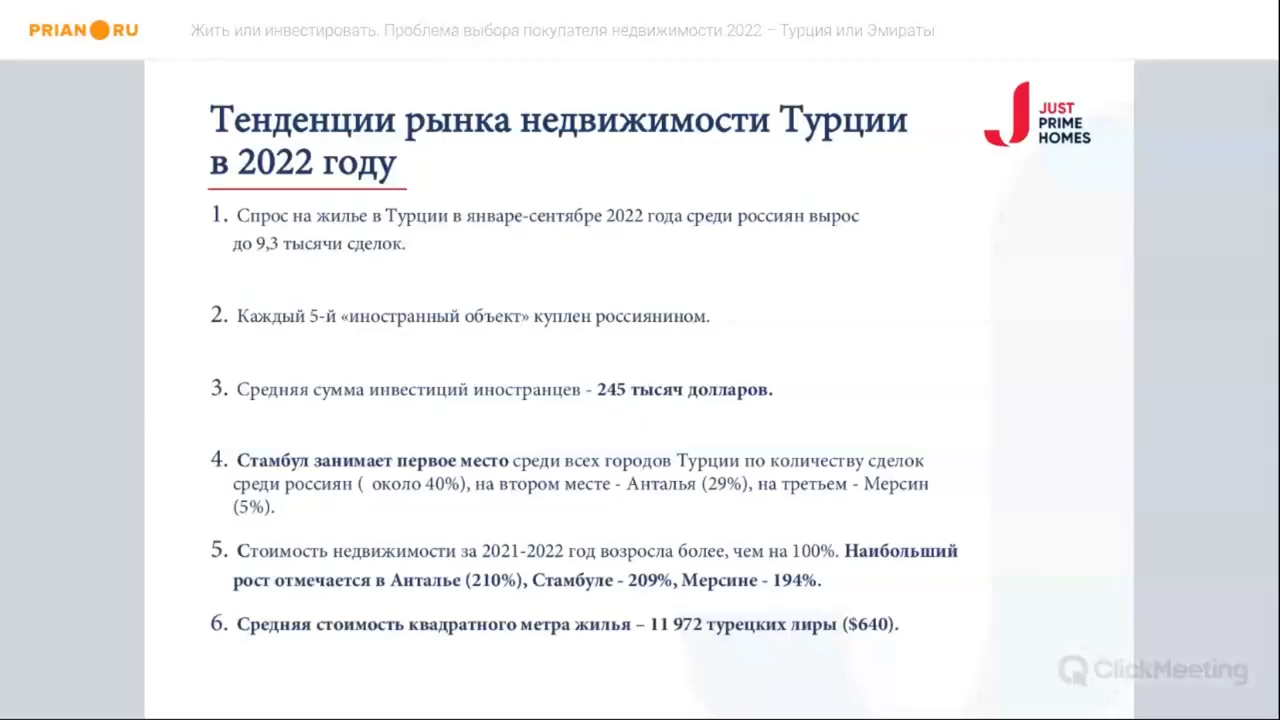 PRIAN RU
Жить или инвестировать. Проблема выбора покупателя недвижимости 2022 – Турция или Эмираты
Тенденции рынка недвижимости Турции
в 2022 году
JUST
PRIME
HOMES
1. Спрос на жилье в Турции в январе-сентябре 2022 года среди россиян вырос
до 9,3 тысячи сделок.
2. Каждый 5-й «иностранный объект» куплен россиянином.
3. Средняя сумма инвестиций иностранцев - 245 тысяч долларов.
4. Стамбул занимает первое место среди всех городов Турции по количеству сделок
среди россиян ( около 40%), на втором месте - Анталья (29%), на третьем - Мерсин
(5%).
5. Стоимость недвижимости за 2021-2022 год возросла более, чем на 100%. Наибольший
рост отмечается в Анталье (210%), Стамбуле - 209%, Мерсине - 194%.
6. Средняя стоимость квадратного метра жилья – 11 972 турецких лиры ($640).
ClickMeeting